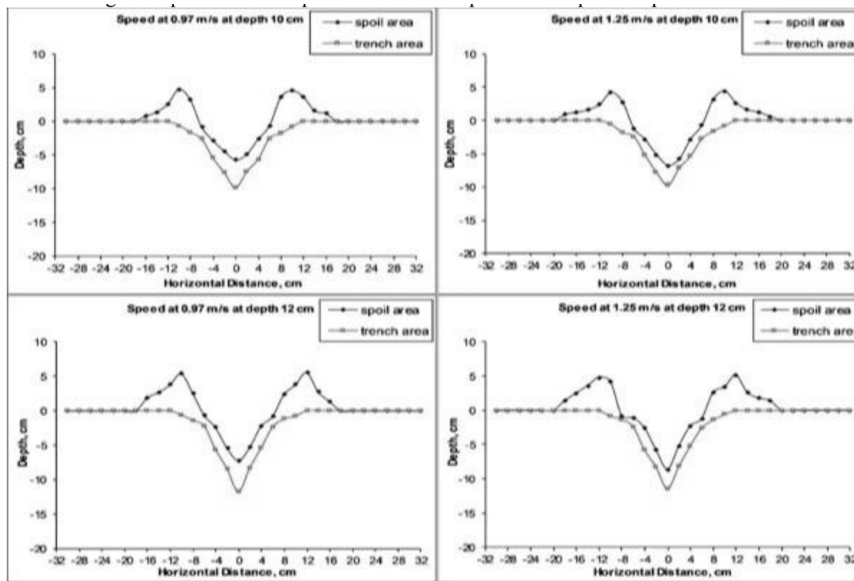 Speed at 0.97 m/s at depth 10 cm
spoil area
trench area
10
5
0
-5
-10
-15
-20
Depth, cm
-32 -28 -24 -20 -16 -12 -8 -4 0 4 8 12 16 20 24 28 32
Horizontal Distance, cm
Speed at 1.25 m/s at depth 10 cm
spoil area
trench area
10
5
0
-5
-10
-15
-20
Depth, cm
-32 -28 -24 -20 -16 -12 -8 -4 0 4 8 12 16 20 24 28 32
Horizontal Distance, cm
Speed at 0.97 m/s at depth 12 cm
spoil area
trench area
10
5
0
-5
-10
-15
-20
Depth, cm
-32 -28 -24 -20 -16 -12 -8 -4 0 4 8 12 16 20 24 28 32
Horizontal Distance, cm
Speed at 1.25 m/s at depth 12 cm
spoil area
trench area
10
5
0
-5
-10
-15
-20
Depth, cm
-32 -28 -24 -20 -16 -12 -8 -4 0 4 8 12 16 20 24 28 32
Horizontal Distance, cm